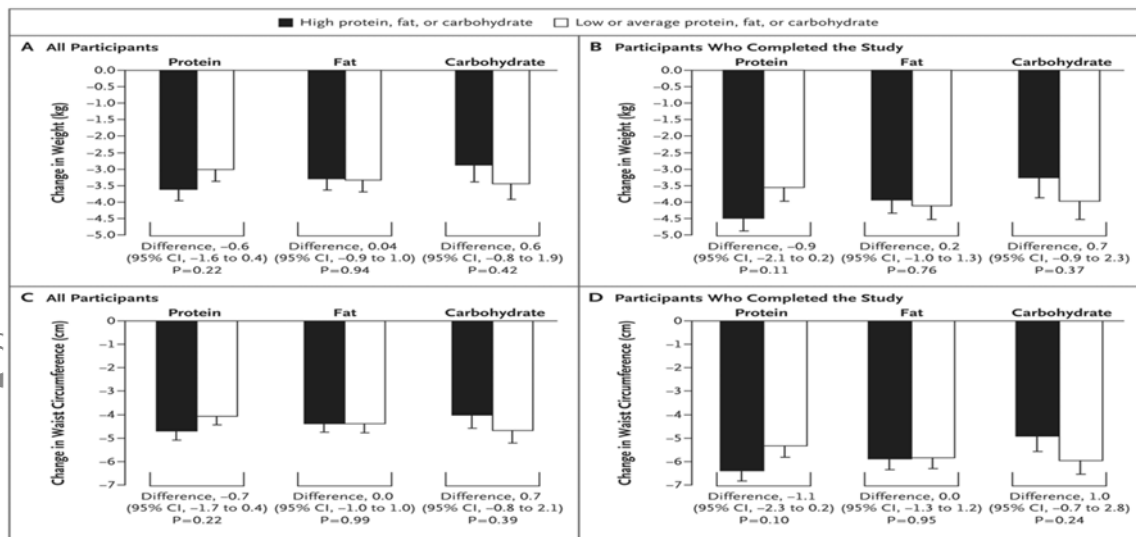 High protein, fat, or carbohydrate Low or average protein, fat, or carbohydrate
A All Participants
Protein Fat Carbohydrate
Change in Weight (kg)
0.0
–0.5
–1.0
–1.5
–2.0
–2.5
–3.0
–3.5
–4.0
–4.5
–5.0
Difference, –0.6 Difference, 0.04 Difference, 0.6
(95% CI, –1.6 to 0.4) (95% CI, –0.9 to 1.0) (95% CI, –0.8 to 1.9)
P=0.22 P=0.94 P=0.42
B Participants Who Completed the Study
Protein Fat Carbohydrate
Change in Weight (kg)
0.0
–0.5
–1.0
–1.5
–2.0
–2.5
–3.0
–3.5
–4.0
–4.5
–5.0
Difference, –0.9 Difference, 0.2 Difference, 0.7
(95% CI, –2.1 to 0.2) (95% CI, –1.0 to 1.3) (95% CI, –0.9 to 2.3)
P=0.11 P=0.76 P=0.37
C All Participants
Protein Fat Carbohydrate
Change in Waist Circumference (cm)
0
–1
–2
–3
–4
–5
–6
–7
Difference, –0.7 Difference, 0.0 Difference, 0.7
(95% CI, –1.7 to 0.4) (95% CI, –1.0 to 1.0) (95% CI, –0.8 to 2.1)
P=0.22 P=0.99 P=0.39
D Participants Who Completed the Study
Protein Fat Carbohydrate
Change in Waist Circumference (cm)
0
–1
–2
–3
–4
–5
–6
–7
Difference, –1.1 Difference, 0.0 Difference, 1.0
(95% CI, –2.3 to 0.2) (95% CI, –1.3 to 1.2) (95% CI, –0.7 to 2.8)
P=0.10 P=0.95 P=0.24